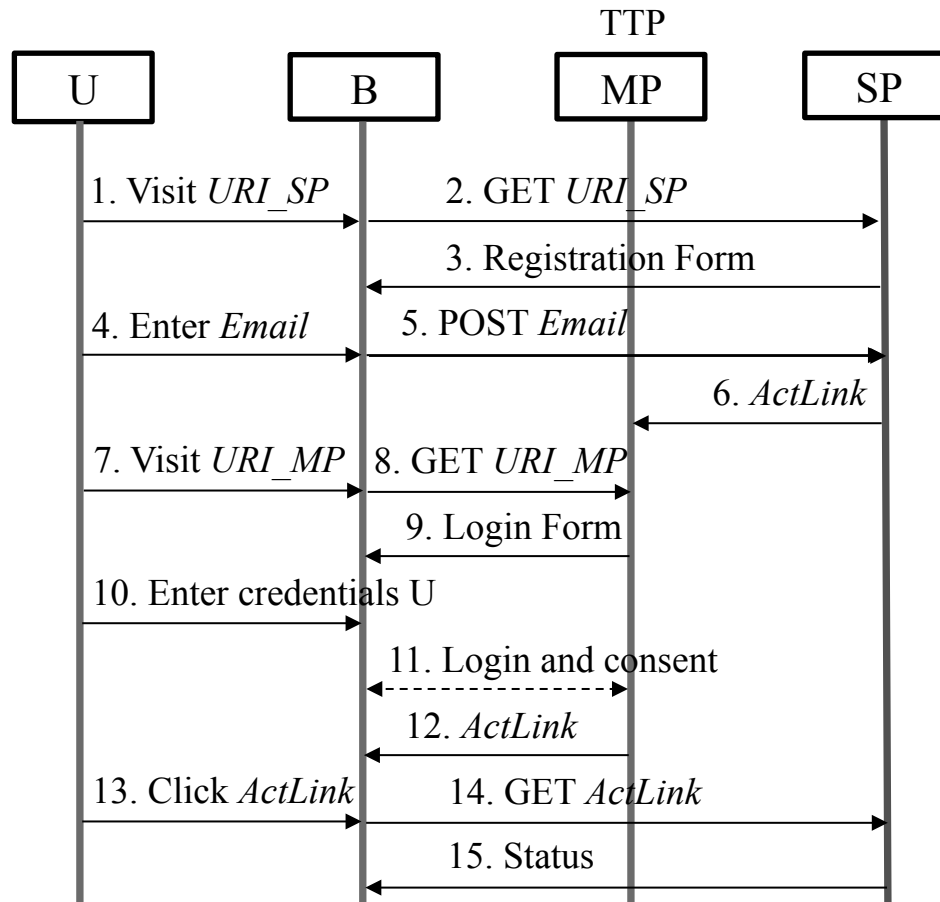 TTP
U
B
MP
SP
1. Visit URI_SP
2. GET URI_SP
3. Registration Form
4. Enter Email
5. POST Email
6. ActLink
7. Visit URI_MP
8. GET URI_MP
9. Login Form
10. Enter credentials U
11. Login and consent
12. ActLink
13. Click ActLink
14. GET ActLink
15. Status